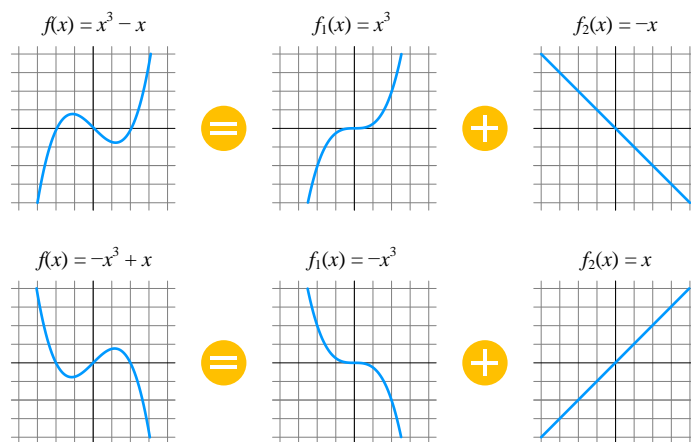 f(x) = x³ − x
f₁(x) = x³
f₂(x) = −x
= +
f(x) = −x³ + x
f₁(x) = −x³
f₂(x) = x
= +